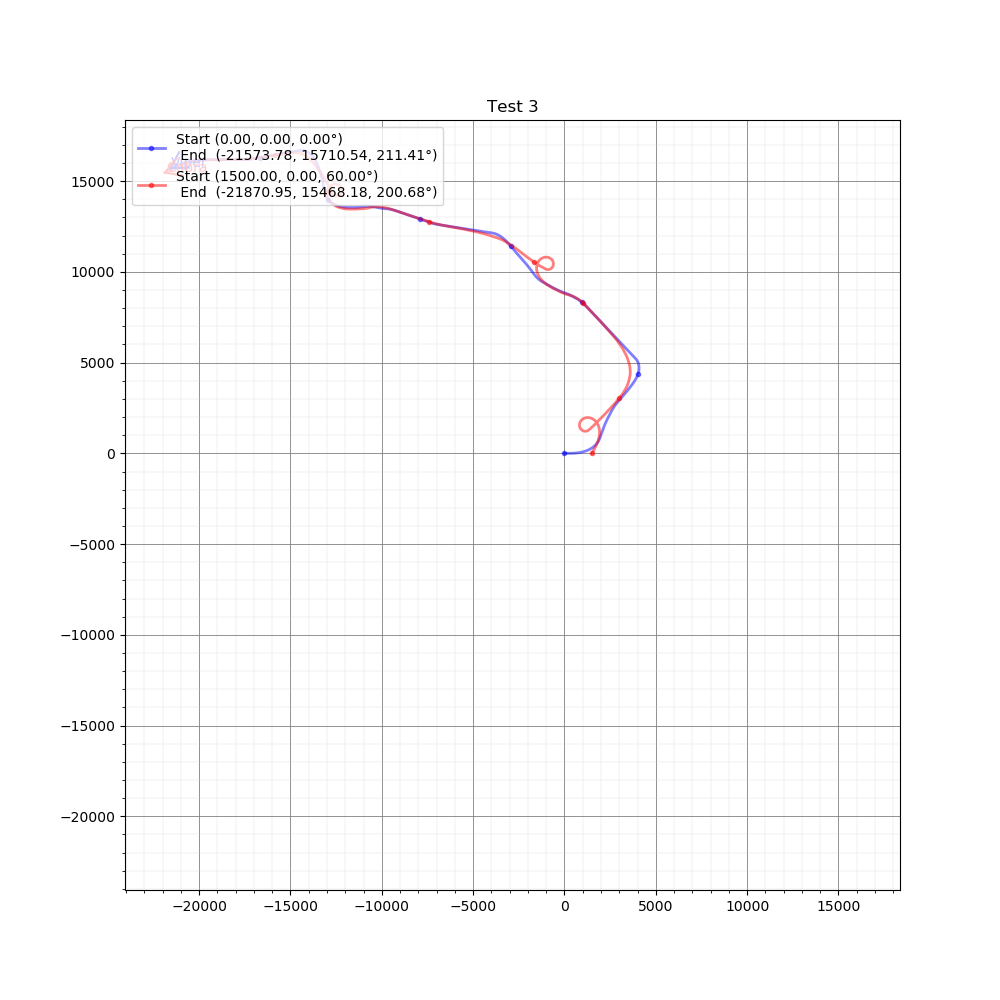 Test 3
Start (0.00, 0.00, 0.00°)
End  (-21573.78, 15710.54, 211.41°)
Start (1500.00, 0.00, 60.00°)
End  (-21870.95, 15468.18, 200.68°)
15000
10000
5000
0
−5000
−10000
−15000
−20000
−20000 −15000 −10000 −5000 0 5000 10000 15000